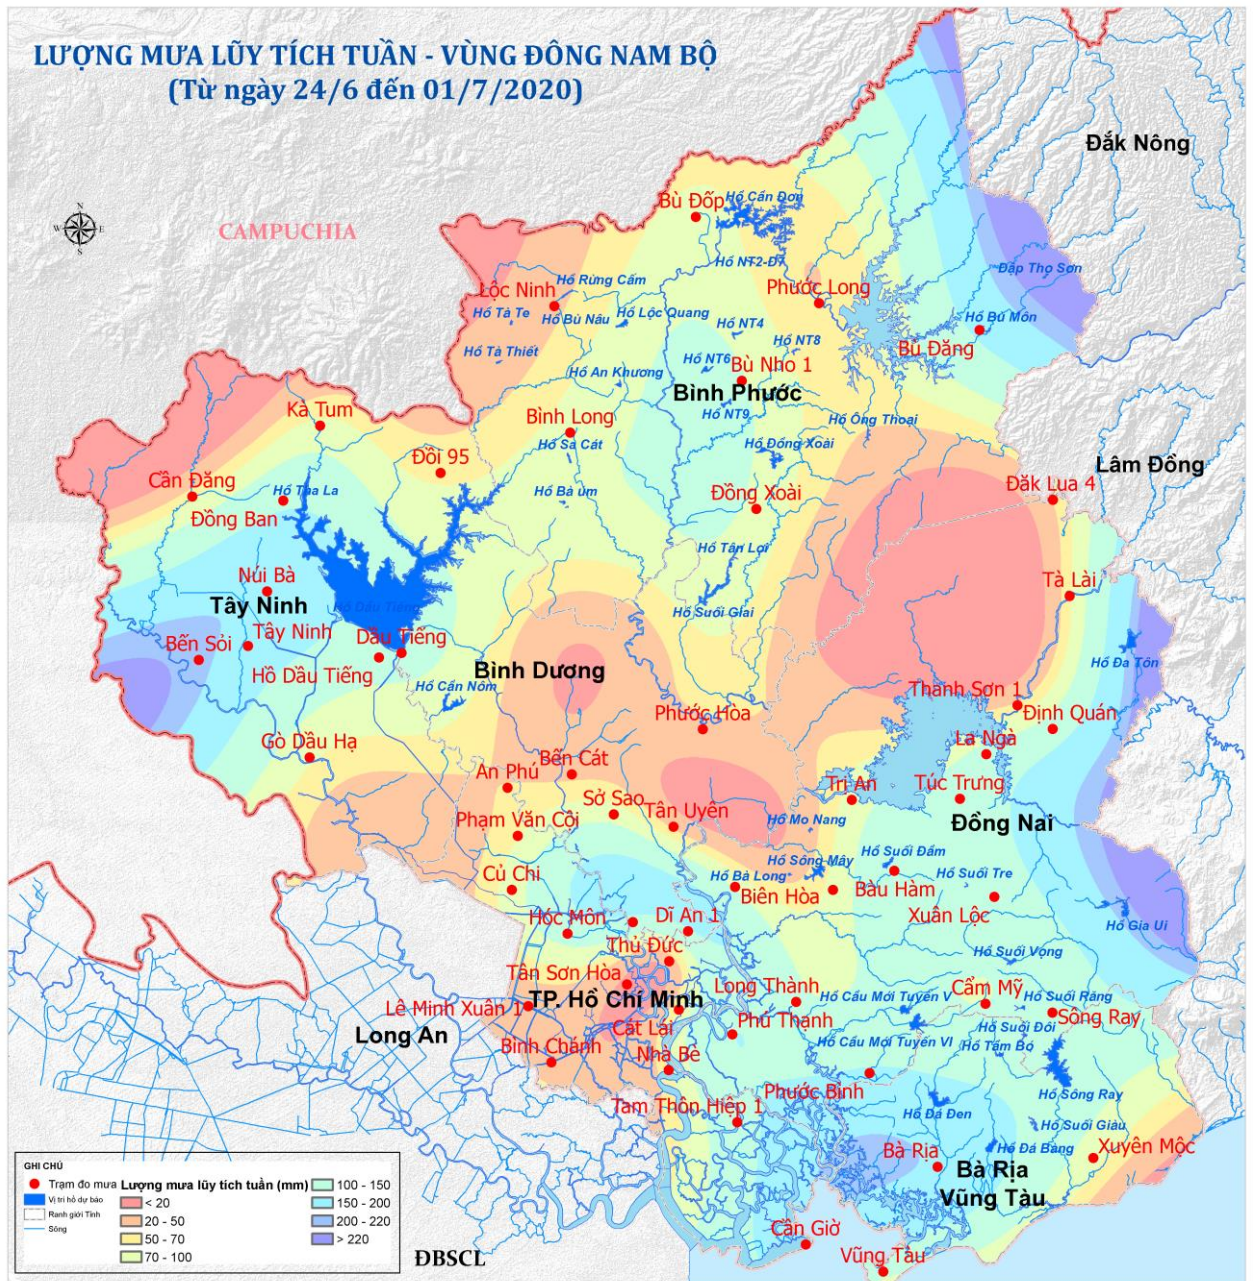 LƯỢNG MƯA LŨY TÍCH TUẦN - VÙNG ĐÔNG NAM BỘ
(Từ ngày 24/6 đến 01/7/2020)
Đắk Nông
N
W
E
S
CAMPUCHIA
Bù Đốp
Hồ Cần Đơn
Hồ NT2-Đ7
Đập Thọ Sơn
Hồ Rừng Cấm
Phước Long
Lộc Ninh
Hồ Tà Te
Hồ Bù Nâu
Hồ Lộc Quang
Hồ NT4
Hồ Bù Môn
Bù Đăng
Hồ NT8
Hồ Tà Thiết
Hồ NT6
Bù Nho 1
Hồ An Khương
Bình Phước
Kà Tum
Bình Long
Hồ NT9
Hồ Ông Thoại
Hồ Sa Cát
Hồ Đồng Xoài
Đồi 95
Lâm Đồng
Cần Đăng
Hồ Tha La
Hồ Bà Úm
Đồng Xoài
Đăk Lua 4
Đồng Ban
Hồ Tân Lợi
Núi Bà
Tà Lài
Tây Ninh
Hồ Dầu Tiếng
Hồ Suối Giai
Bến Sỏi
Tây Ninh
Dầu Tiếng
Hồ Dầu Tiếng
Bình Dương
Hồ Đa Tôn
Hồ Cần Nôm
Thanh Sơn 1
Phước Hòa
Định Quán
Gò Dầu Hạ
La Ngà
Bến Cát
An Phú
Trị An
Túc Trưng
Sở Sao
Tân Uyên
Phạm Văn Cội
Hồ Mo Nang
Đồng Nai
Hồ Sông Mây
Hồ Suối Đầm
Củ Chi
Hồ Bà Long
Biên Hòa
Bàu Hàm
Hồ Suối Tre
Hóc Môn
Dĩ An 1
Xuân Lộc
Hồ Gia Ui
Thủ Đức
Hồ Suối Vọng
Tân Sơn Hòa
Long Thành
Cẩm Mỹ
TP. Hồ Chí Minh
Hồ Cầu Mới Tuyến V
Hồ Suối Ràng
Lê Minh Xuân 1
Sông Ray
Long An
Cát Lái
Phú Thạnh
Hồ Suối Đôi
Bình Chánh
Nhà Bè
Hồ Cầu Mới Tuyến VI
Hồ Tầm Bó
Phước Bình
Hồ Sông Ray
Tam Thôn Hiệp 1
Hồ Đá Đen
Hồ Suối Giàu
Bà Rịa
Hồ Đá Bàng
Xuyên Mộc
Bà Rịa
Vũng Tàu
Cần Giờ
Vũng Tàu
ĐBSCL
GHI CHÚ
Trạm đo mưa
Vị trí hồ dự báo
Ranh giới Tỉnh
Sông
Lượng mưa lũy tích tuần (mm)
< 20
20 - 50
50 - 70
70 - 100
100 - 150
150 - 200
200 - 220
> 220